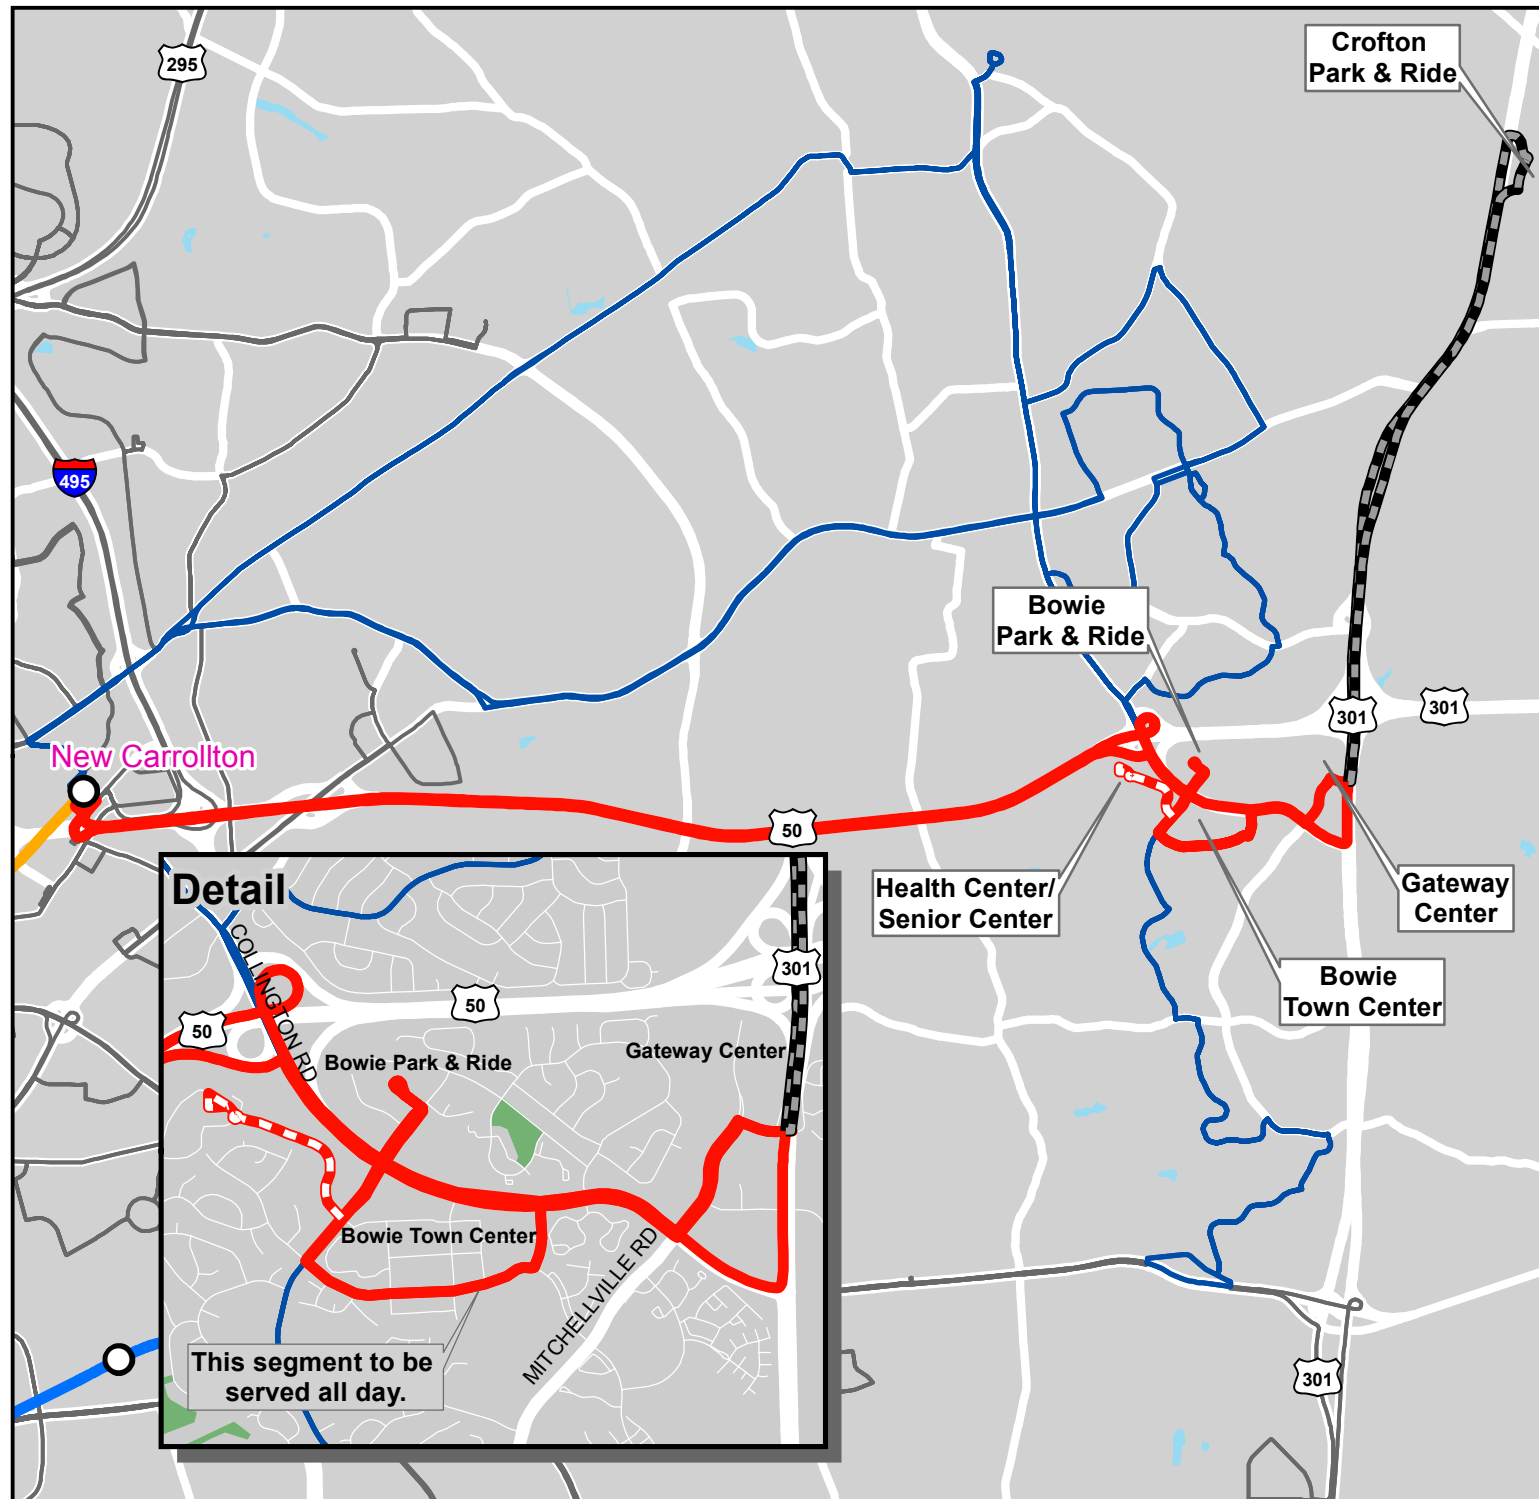 295
Crofton
Park & Ride
495
Bowie
Park & Ride
301
301
New Carrollton
50
Health Center/
Senior Center
Gateway
Center
Bowie
Town Center
Detail
COLLINGTON RD
301
50
50
Gateway Center
Bowie Park & Ride
Bowie Town Center
MITCHELLVILLE RD
This segment to be
served all day.
301